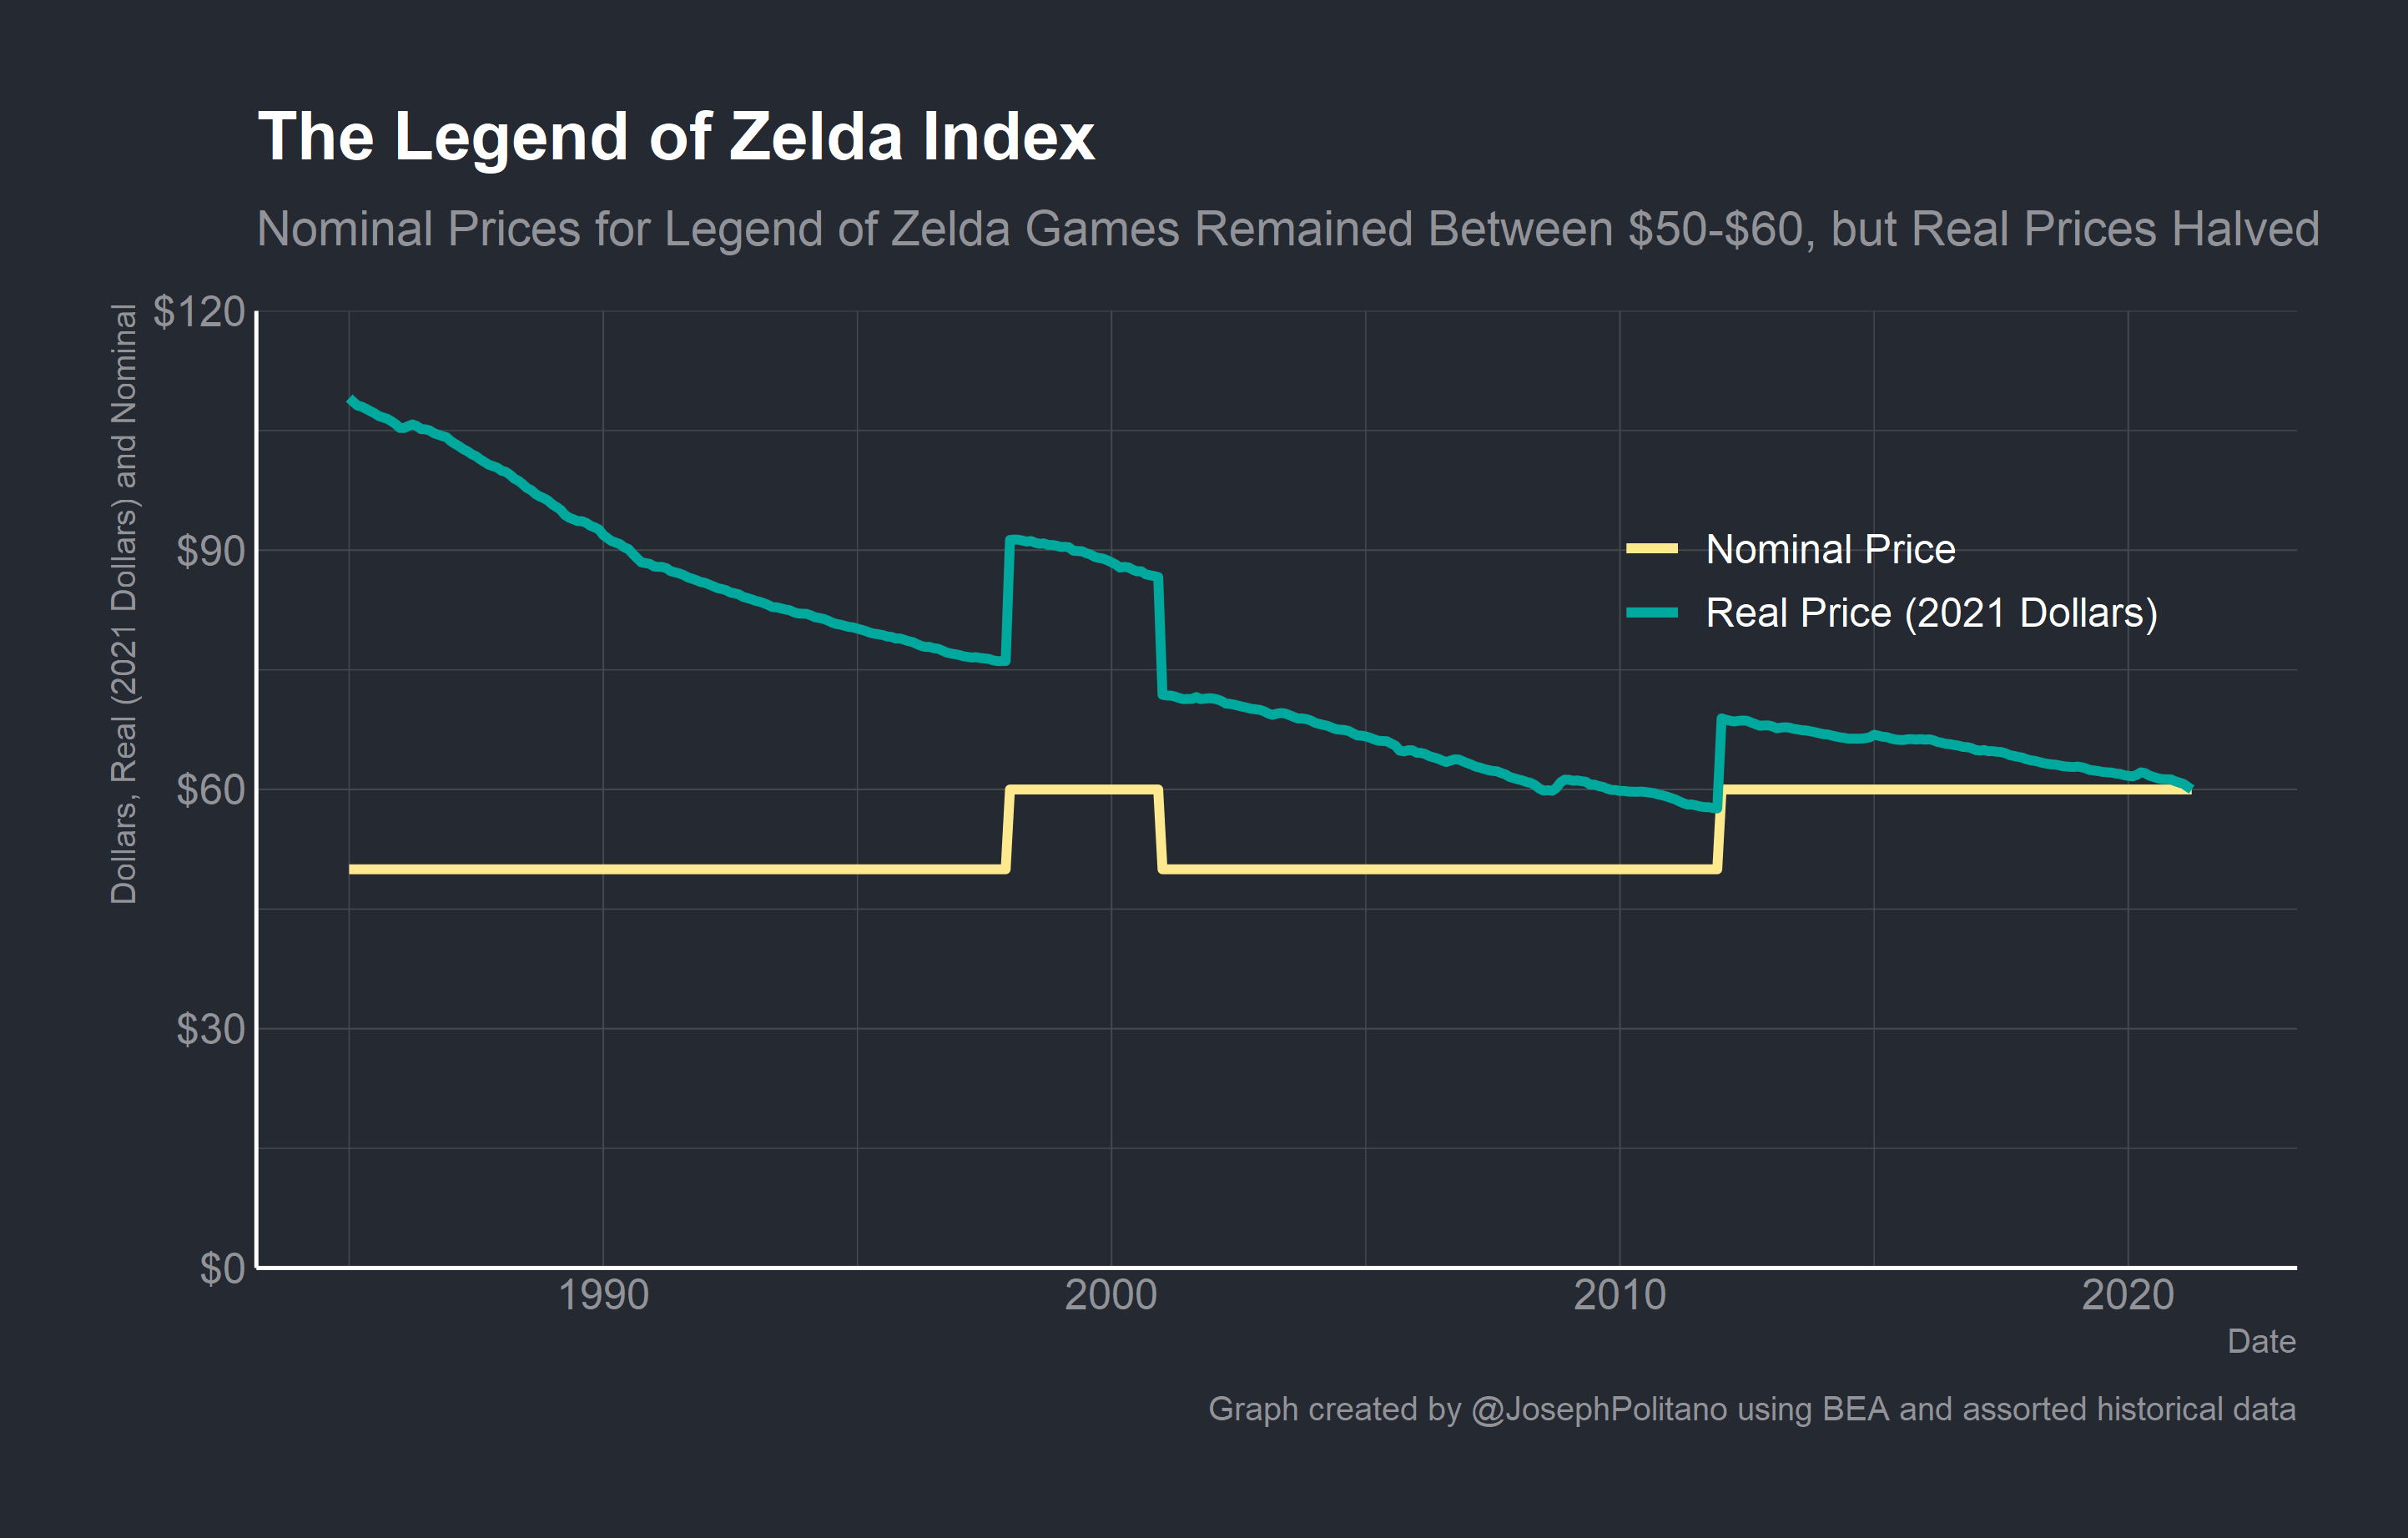 The Legend of Zelda Index
Nominal Prices for Legend of Zelda Games Remained Between $50-$60, but Real Prices Halved
Dollars, Real (2021 Dollars) and Nominal
$120
$90
$60
$30
$0
Nominal Price
Real Price (2021 Dollars)
1990 2000 2010 2020
Date
Graph created by @JosephPolitano using BEA and assorted historical data